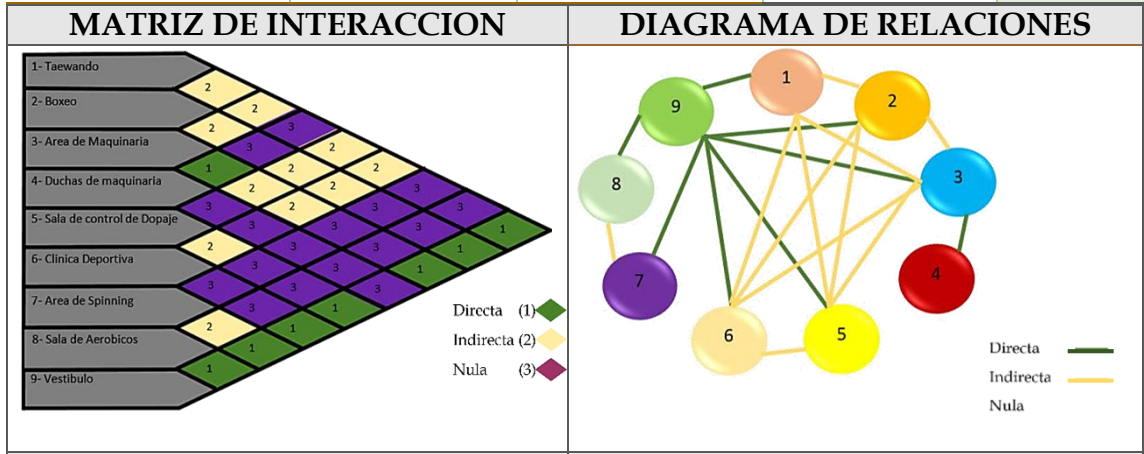 MATRIZ DE INTERACCION
1- Taewando
2- Boxeo
3- Area de Maquinaria
4- Duchas de maquinaria
5- Sala de control de Dopaje
6- Clinica Deportiva
7- Area de Spinning
8- Sala de Aerobicos
9- Vestibulo
2
2
2 3
3 2
1 2 2
2 2 3
3 2 3 3
3 3 3 1
2 3 3 1
3 3 1
3 3 3
3 1
2 1
1
1
Directa (1)
Indirecta (2)
Nula (3)
DIAGRAMA DE RELACIONES
1
2
3
4
5
6
7
8
9
Directa
Indirecta
Nula